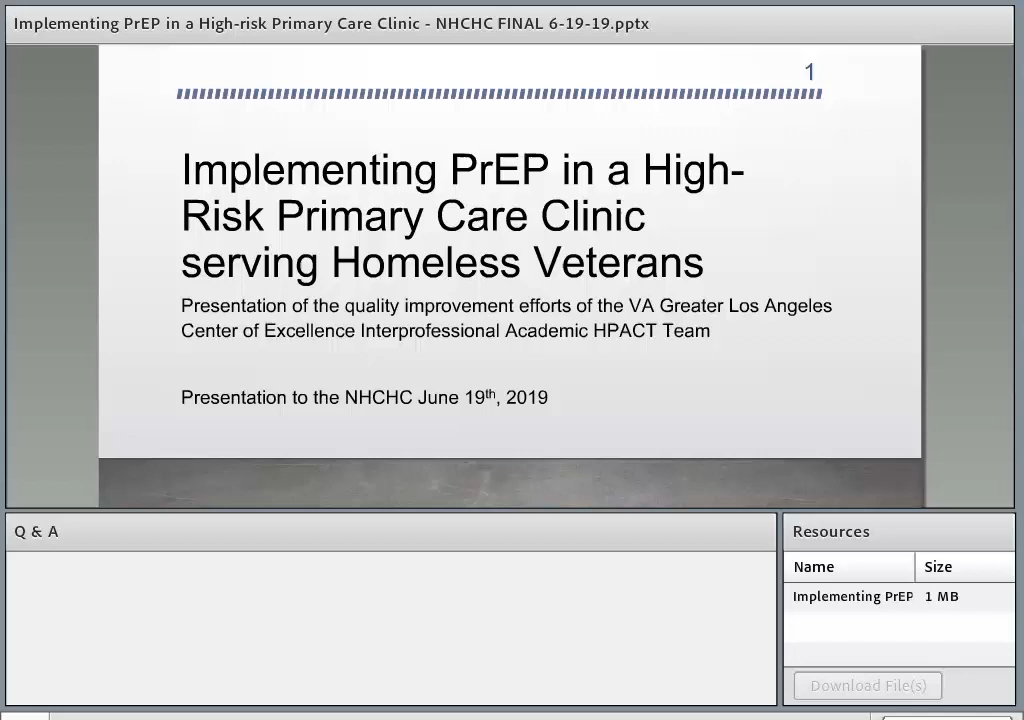 Implementing PrEP in a High-risk Primary Care Clinic - NHCHC FINAL 6-19-19.pptx
1
Implementing PrEP in a High-
Risk Primary Care Clinic
serving Homeless Veterans
Presentation of the quality improvement efforts of the VA Greater Los Angeles
Center of Excellence Interprofessional Academic HPACT Team
Presentation to the NHCHC June 19th, 2019
Q & A
Resources
Name Size
Implementing PrEP 1 MB
Download File(s)